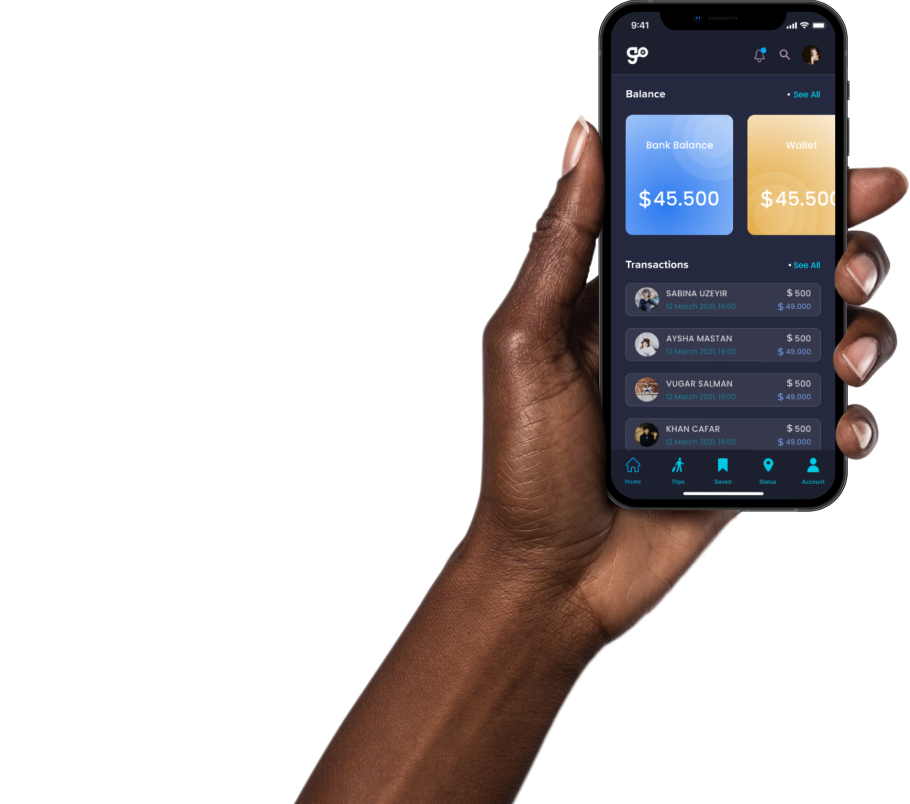 9:41
go
Balance
• See All
Bank Balance
Wallet
$45.500
$45.500
Transactions
• See All
SABINA UZEYIR
$ 500
12 March 2021, 19:00
$ 49.000
AYSHA MASTAN
$ 500
12 March 2021, 19:00
$ 49.000
VUGAR SALMAN
$ 500
12 March 2021, 19:00
$ 49.000
KHAN CAFAR
$ 500
12 March 2021, 19:00
$ 49.000
Home
Trips
Saved
Status
Account